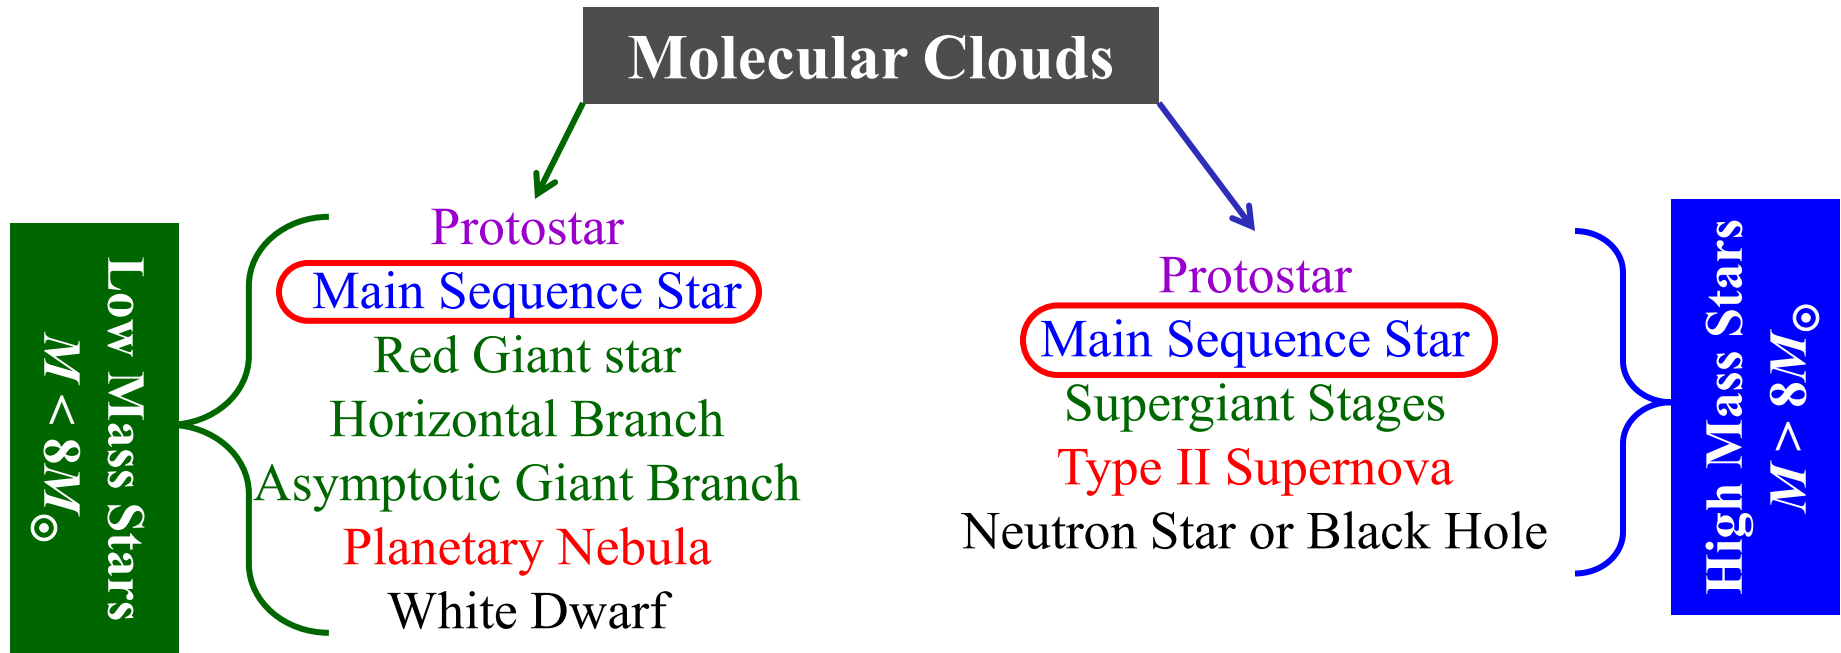 Molecular Clouds
Low Mass Stars
M < 8M☉
Protostar
Main Sequence Star
Red Giant star
Horizontal Branch
Asymptotic Giant Branch
Planetary Nebula
White Dwarf
Protostar
Main Sequence Star
Supergiant Stages
Type II Supernova
Neutron Star or Black Hole
High Mass Stars
M > 8M☉